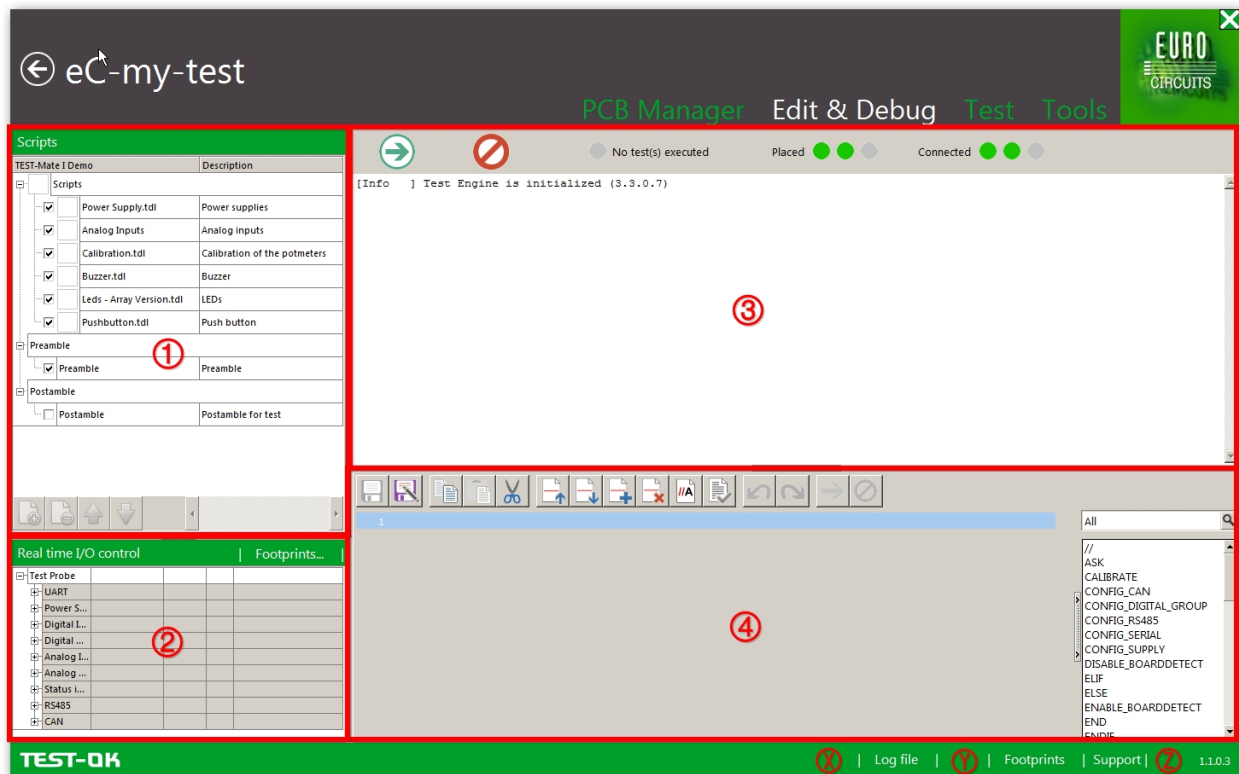 eC-my-test
EURO
CIRCUITS
PCB Manager Edit & Debug Test Tools
Scripts
TEST-Mate I Demo Description
Scripts
Power Supply.tdl Power supplies
Analog Inputs Analog inputs
Calibration.tdl Calibration of the potmeters
Buzzer.tdl Buzzer
Leds - Array Version.tdl LEDs
Pushbutton.tdl Push button
Preamble
Preamble Preamble
Postamble
Postamble Postamble for test
①
No test(s) executed Placed Connected
[Info   ] Test Engine is initialized (3.3.0.7)
③
Real time I/O control | Footprints... |
Test Probe
UART
Power S...
Digital I...
Digital ...
Analog I...
Analog ...
Status i...
RS485
CAN
②
//A
1
④
All
//
ASK
CALIBRATE
CONFIG_CAN
CONFIG_DIGITAL_GROUP
CONFIG_RS485
CONFIG_SERIAL
CONFIG_SUPPLY
DISABLE_BOARDDETECT
ELIF
ELSE
ENABLE_BOARDDETECT
END
ENDIF
TEST-OK Ⓧ | Log file | Ⓨ | Footprints | Support | Ⓩ 1.1.0.3